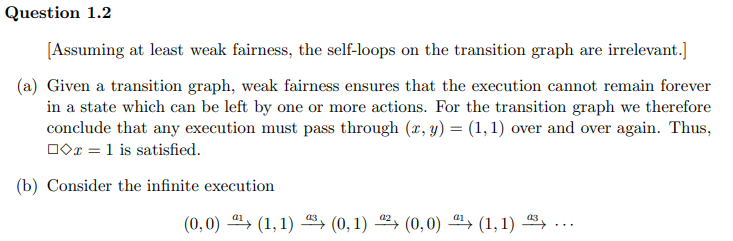 Question 1.2
[Assuming at least weak fairness, the self-loops on the transition graph are irrelevant.]
(a) Given a transition graph, weak fairness ensures that the execution cannot remain forever
in a state which can be left by one or more actions. For the transition graph we therefore
conclude that any execution must pass through (x, y) = (1, 1) over and over again. Thus,
□◇x = 1 is satisfied.
(b) Consider the infinite execution
(0, 0) —a1→ (1, 1) —a3→ (0, 1) —a2→ (0, 0) —a1→ (1, 1) —a3→ ···